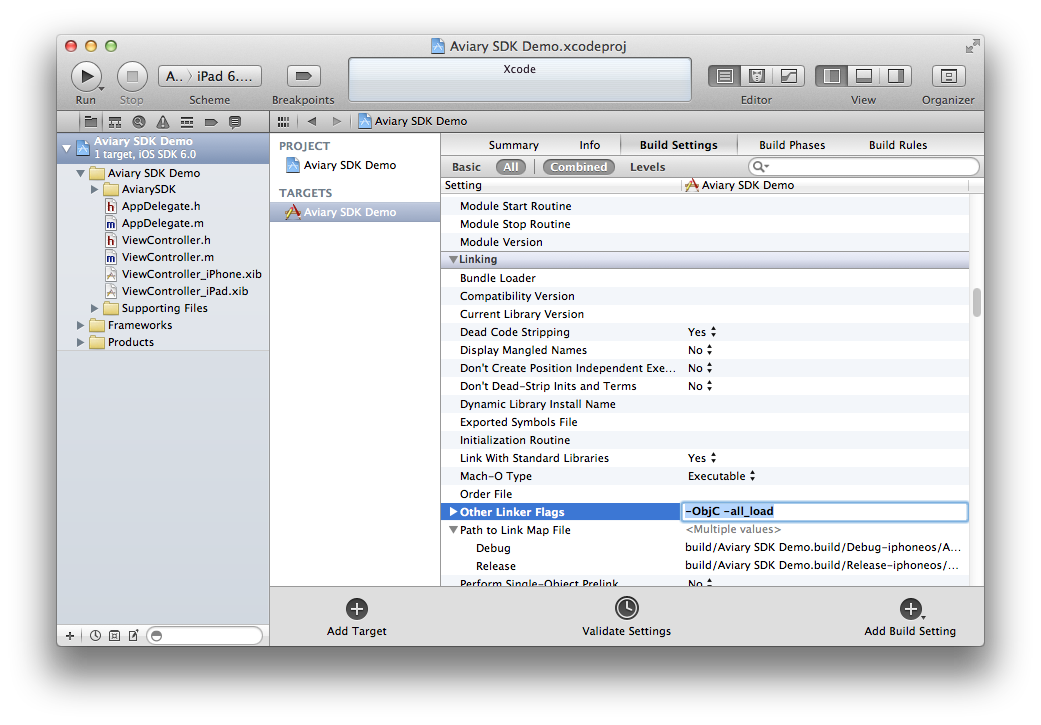 Aviary SDK Demo.xcodeproj
Run
Stop
A.. 〉 iPad 6....
Scheme
Breakpoints
Xcode
Editor
View
Organizer
Aviary SDK Demo
Aviary SDK Demo
1 target, iOS SDK 6.0
Aviary SDK Demo
AviarySDK
h AppDelegate.h
m AppDelegate.m
h ViewController.h
m ViewController.m
ViewController_iPhone.xib
ViewController_iPad.xib
Supporting Files
Frameworks
Products
PROJECT
Aviary SDK Demo
TARGETS
Aviary SDK Demo
Summary Info Build Settings Build Phases Build Rules
Basic All Combined Levels
Setting Aviary SDK Demo
Module Start Routine
Module Stop Routine
Module Version
Linking
Bundle Loader
Compatibility Version
Current Library Version
Dead Code Stripping Yes
Display Mangled Names No
Don't Create Position Independent Exe... No
Don't Dead-Strip Inits and Terms No
Dynamic Library Install Name
Exported Symbols File
Initialization Routine
Link With Standard Libraries Yes
Mach-O Type Executable
Order File
Other Linker Flags -ObjC -all_load
Path to Link Map File <Multiple values>
Debug build/Aviary SDK Demo.build/Debug-iphoneos/A...
Release build/Aviary SDK Demo.build/Release-iphoneos/...
Perform Single-Object Prelink No
Add Target
Validate Settings
Add Build Setting